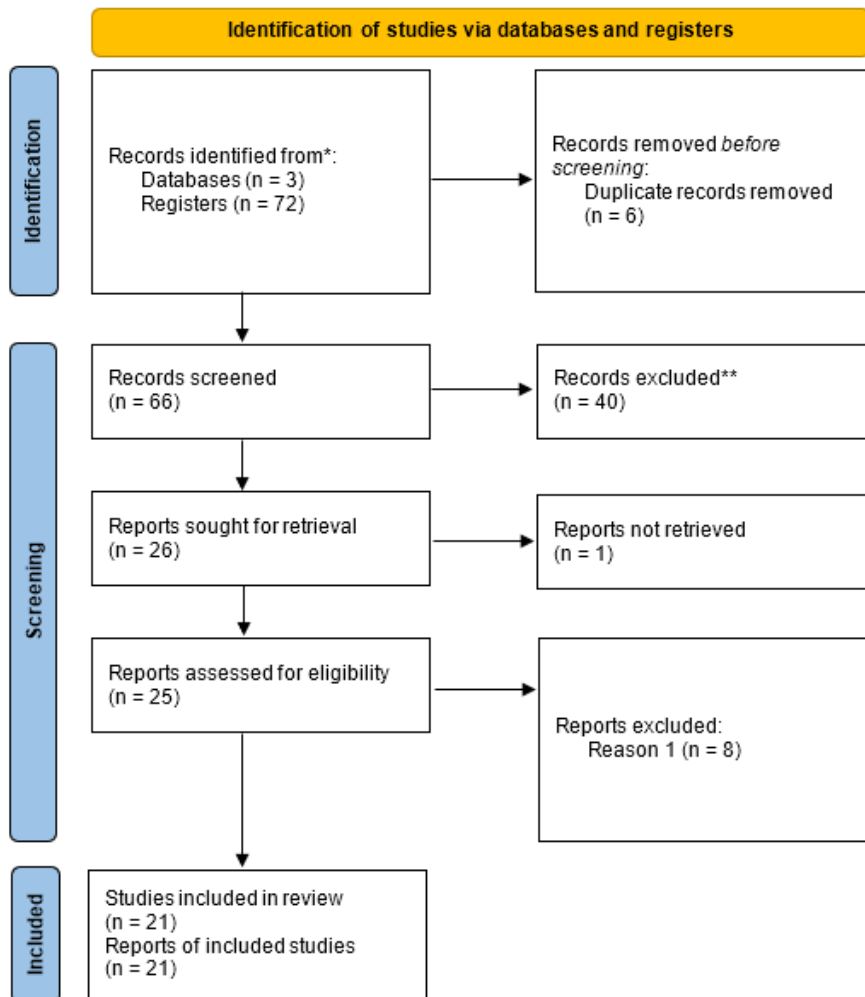 Identification of studies via databases and registers
Identification
Records identified from*:
Databases (n = 3)
Registers (n = 72)
Records removed before
screening:
Duplicate records removed
(n = 6)
Screening
Records screened
(n = 66)
Records excluded**
(n = 40)
Reports sought for retrieval
(n = 26)
Reports not retrieved
(n = 1)
Reports assessed for eligibility
(n = 25)
Reports excluded:
Reason 1 (n = 8)
Included
Studies included in review
(n = 21)
Reports of included studies
(n = 21)